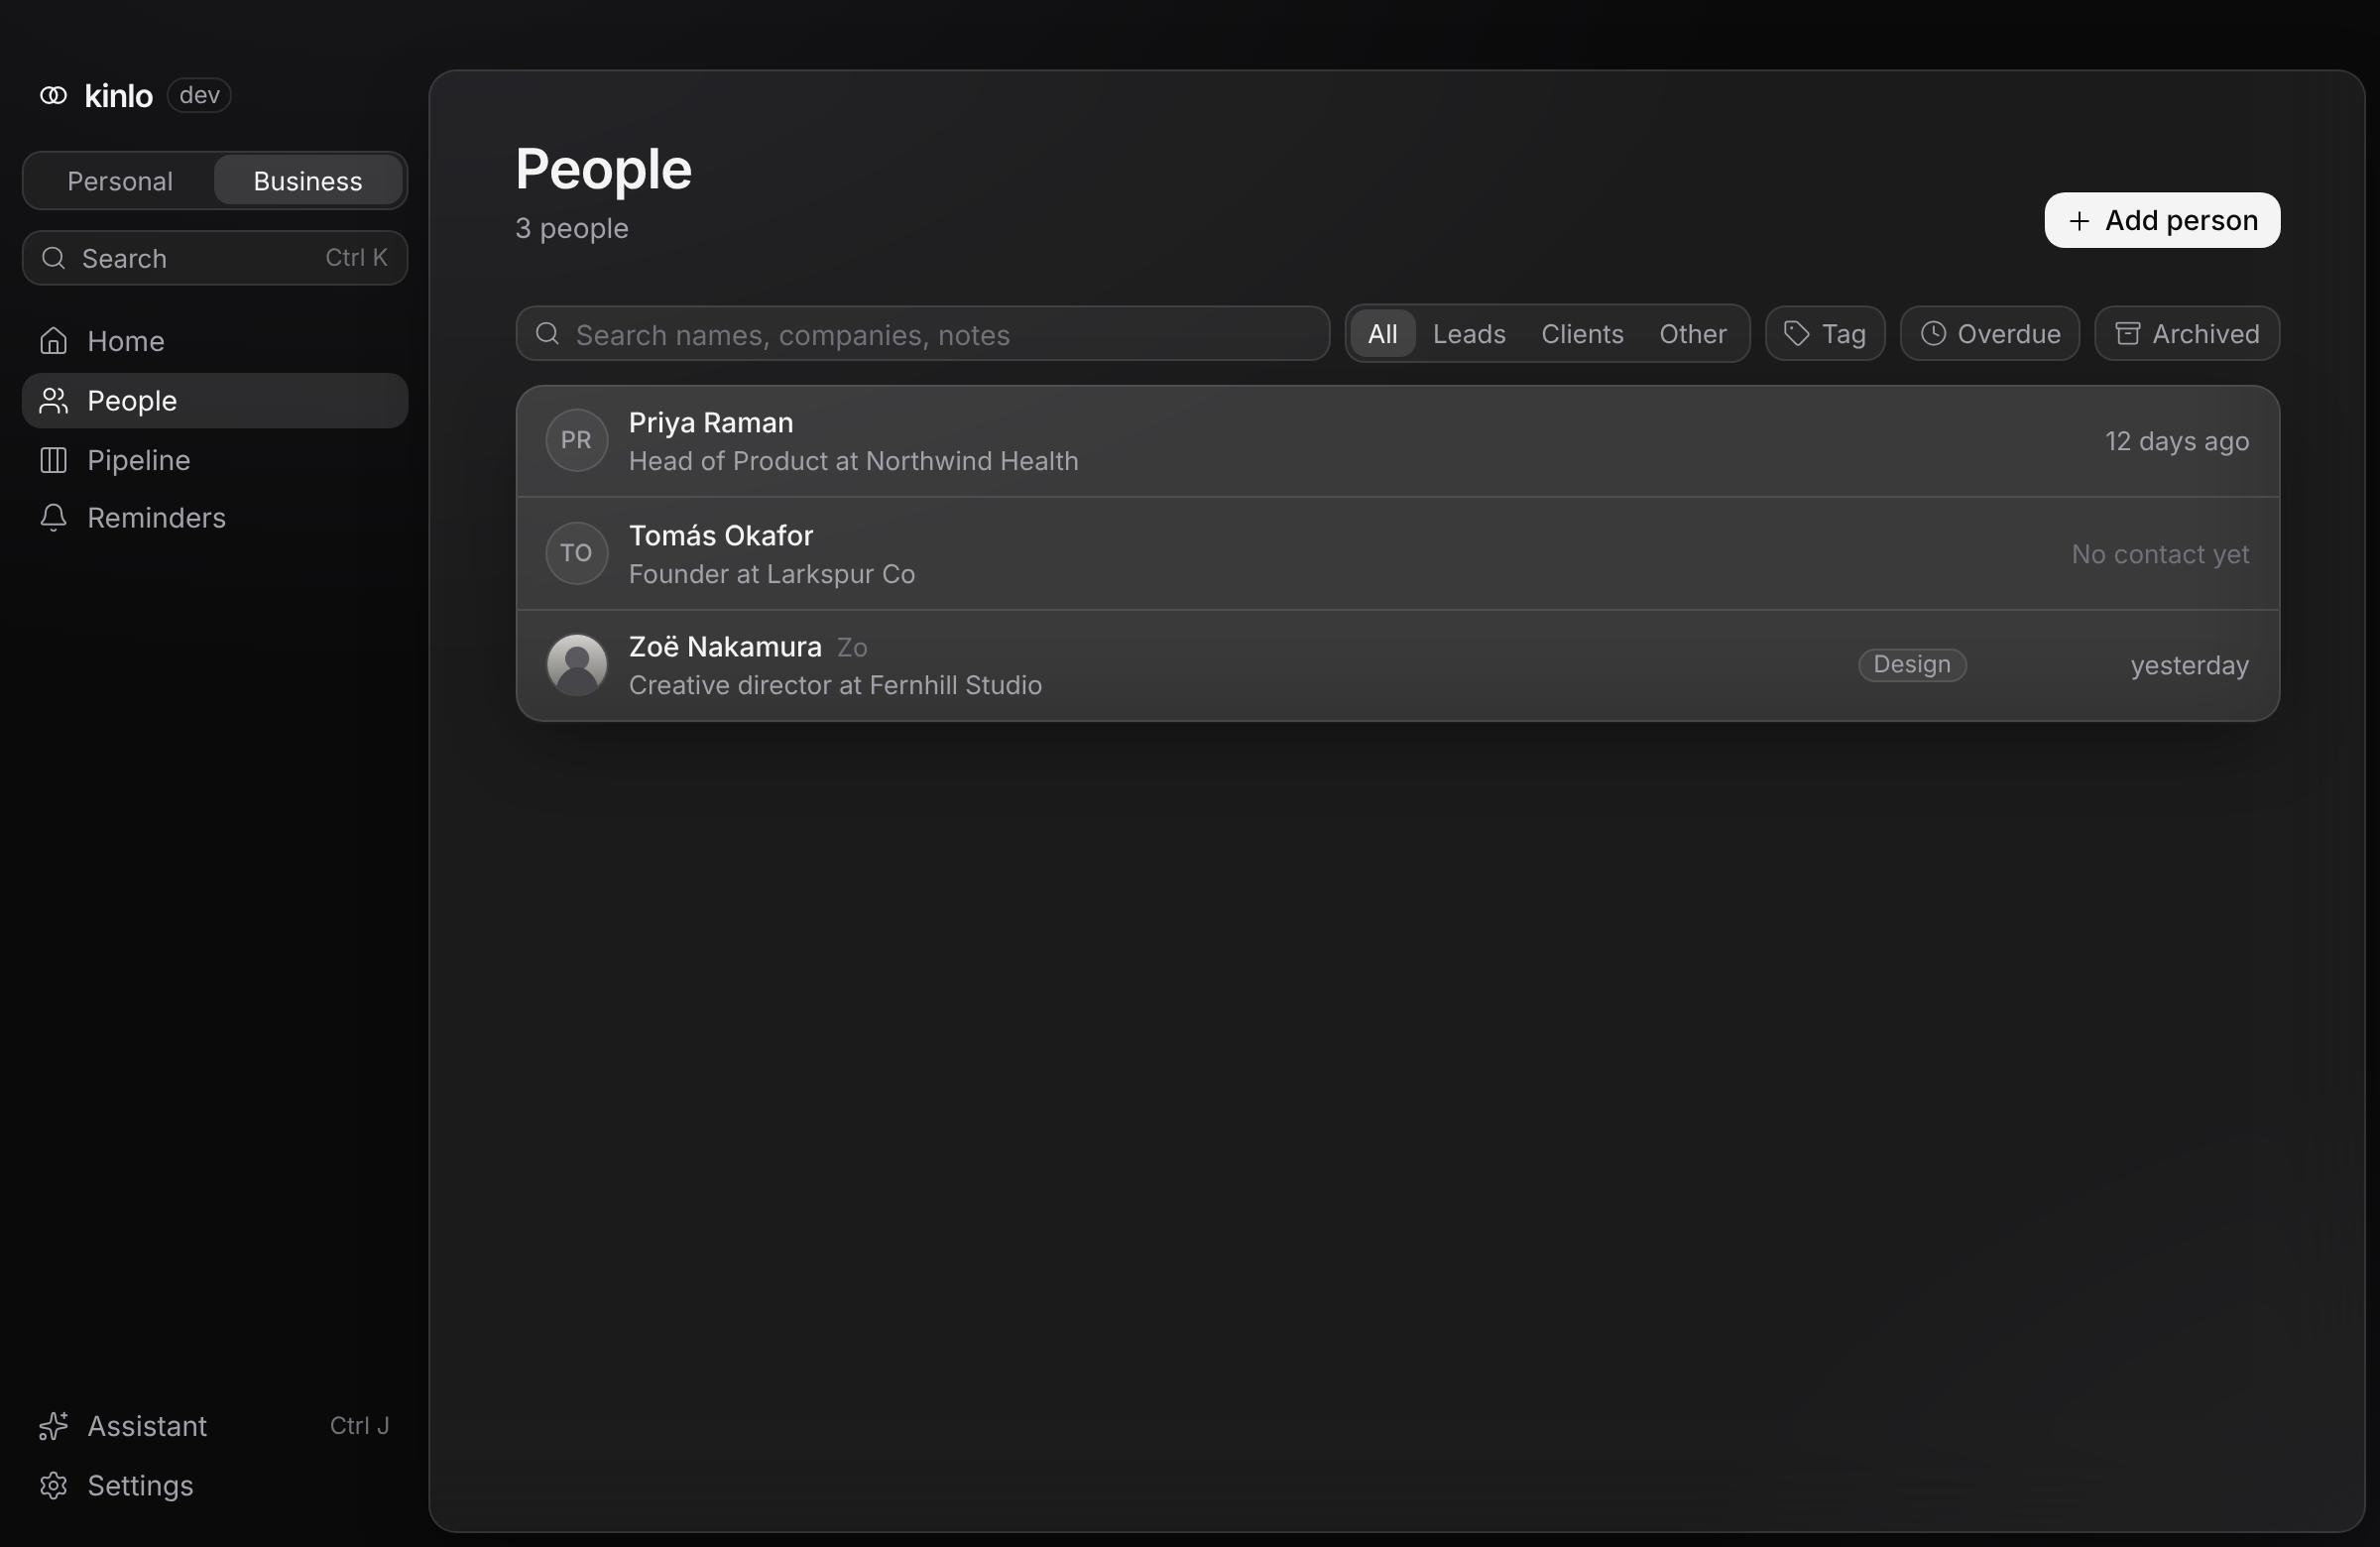 kinlo dev
Personal Business
Search Ctrl K
Home
People
Pipeline
Reminders
Assistant Ctrl J
Settings
People
3 people
Add person
Search names, companies, notes All Leads Clients Other Tag Overdue Archived
PR Priya Raman
Head of Product at Northwind Health
12 days ago
TO Tomás Okafor
Founder at Larkspur Co
No contact yet
Zoë Nakamura Zo
Creative director at Fernhill Studio
Design yesterday